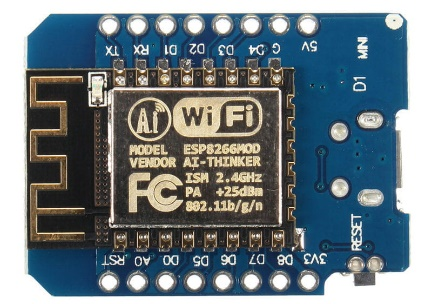 TX RX D1 D2 D3 D4 G 5V
D1 MINI
Ai WiFi
MODEL ESP8266MOD
VENDOR AI-THINKER
FC ISM 2.4GHz
PA +25dBm
802.11b/g/n
RESET
RST A0 D0 D5 D6 D7 D8 3V3